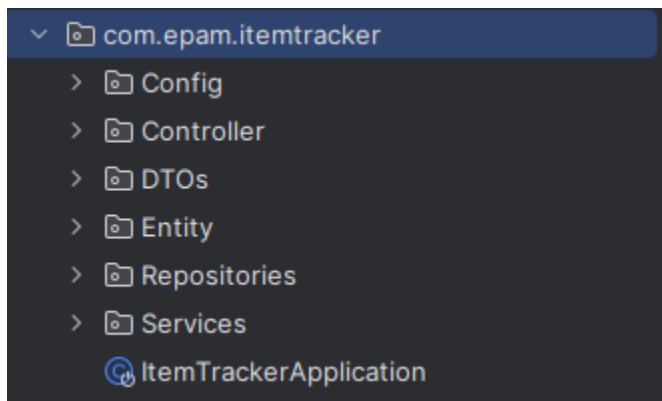 com.epam.itemtracker
Config
Controller
DTOs
Entity
Repositories
Services
ItemTrackerApplication